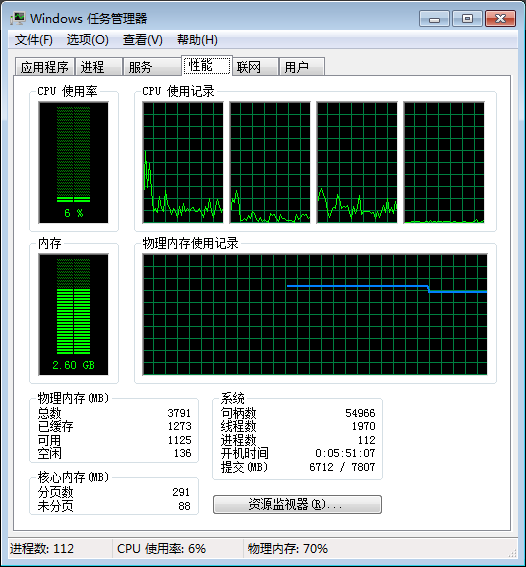 Windows 任务管理器
文件(F) 选项(O) 查看(V) 帮助(H)
应用程序 进程 服务 性能 联网 用户
CPU 使用率 CPU 使用记录
6 %
内存 物理内存使用记录
2.60 GB
物理内存(MB)
总数 3791
已缓存 1273
可用 1125
空闲 136
核心内存(MB)
分页数 291
未分页 88
系统
句柄数 54966
线程数 1970
进程数 112
开机时间 0:05:51:07
提交(MB) 6712 / 7807
资源监视器(R)...
进程数: 112 CPU 使用率: 6% 物理内存: 70%